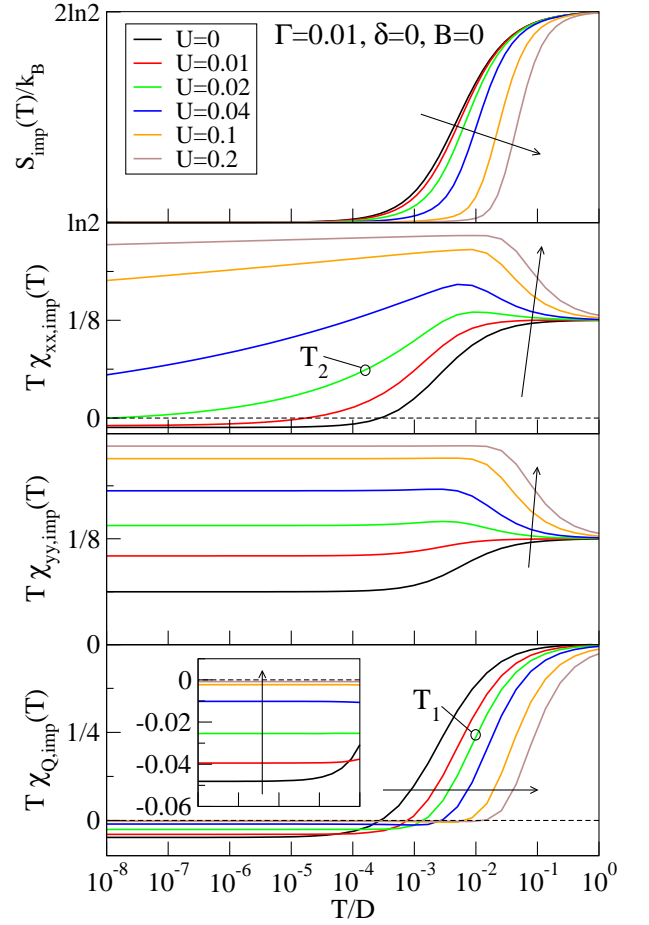 2ln2
Γ=0.01, δ=0, B=0
U=0
U=0.01
U=0.02
U=0.04
U=0.1
U=0.2
S_imp(T)/k_B
ln2
T χ_xx,imp(T)
1/8
T_2
0
T χ_yy,imp(T)
1/8
0
T χ_Q,imp(T)
0
-0.02
-0.04
-0.06
T_1
1/4
0
10^-8 10^-7 10^-6 10^-5 10^-4 10^-3 10^-2 10^-1 10^0
T/D